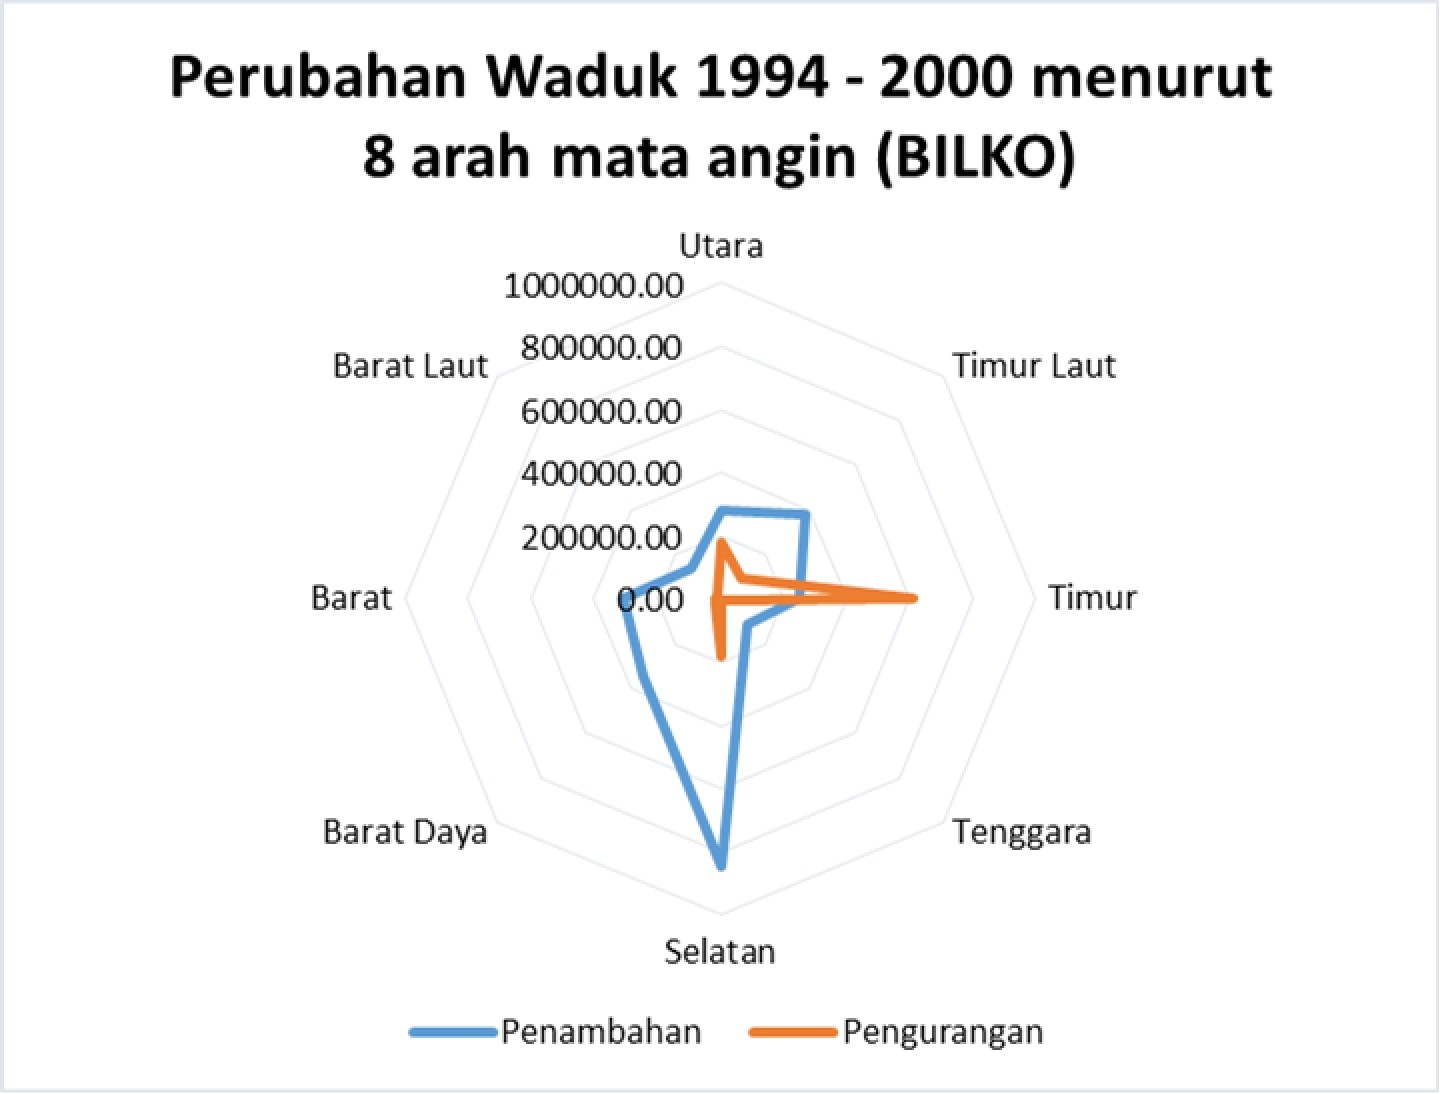 Perubahan Waduk 1994 - 2000 menurut
8 arah mata angin (BILKO)
Utara
1000000.00
Barat Laut
800000.00
Timur Laut
600000.00
400000.00
200000.00
Barat
0.00
Timur
Barat Daya
Tenggara
Selatan
Penambahan
Pengurangan